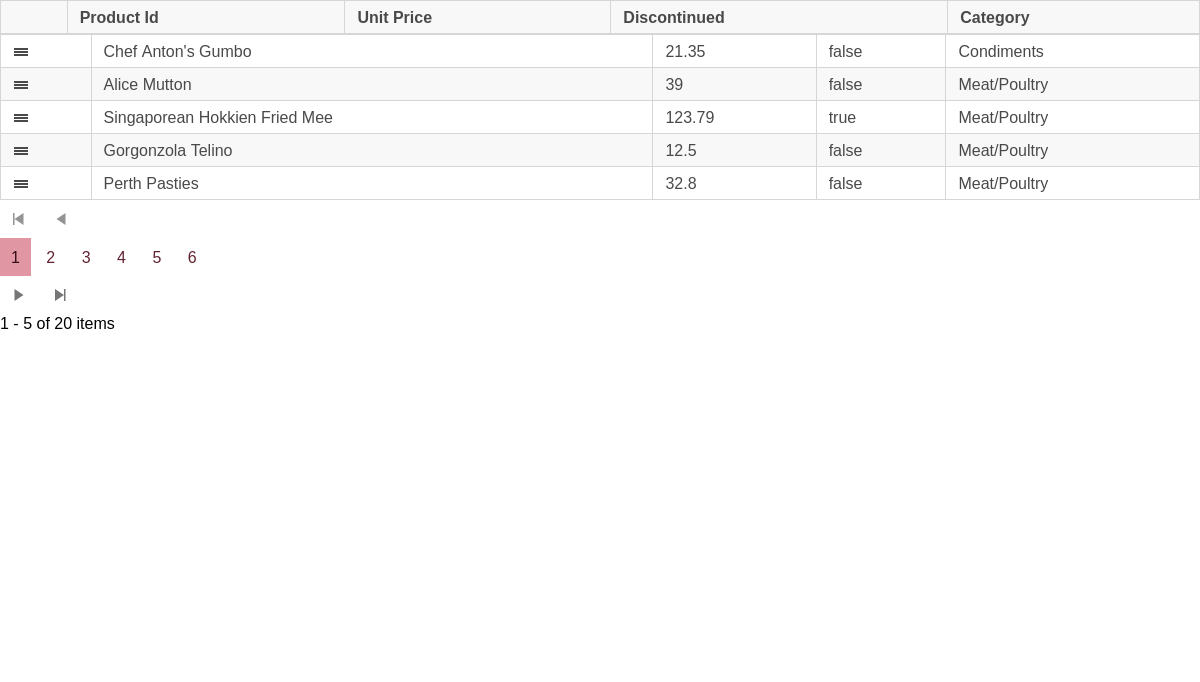 Product Id Unit Price Discontinued Category
Chef Anton's Gumbo 21.35 false Condiments
Alice Mutton 39 false Meat/Poultry
Singaporean Hokkien Fried Mee 123.79 true Meat/Poultry
Gorgonzola Telino 12.5 false Meat/Poultry
Perth Pasties 32.8 false Meat/Poultry
1 2 3 4 5 6
1 - 5 of 20 items